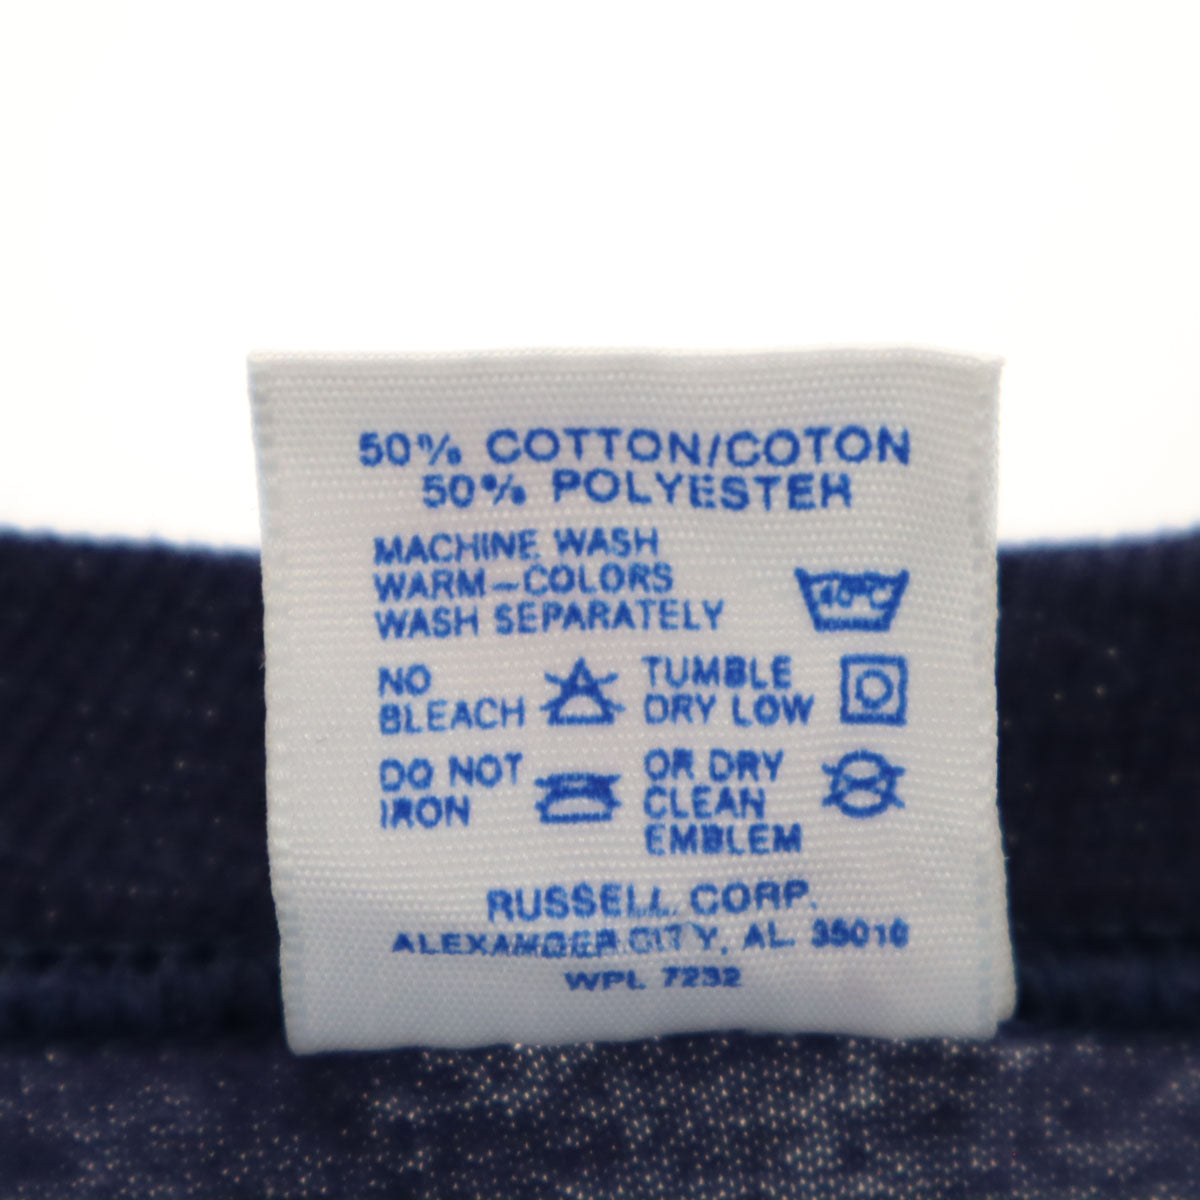 50% COTTON/COTON
50% POLYESTER
MACHINE WASH
WARM-COLORS
WASH SEPARATELY
40°C
NO
BLEACH
TUMBLE
DRY LOW
DO NOT
IRON
OR DRY
CLEAN
EMBLEM
RUSSELL CORP.
ALEXANDER CITY, AL. 35010
WPL 7232